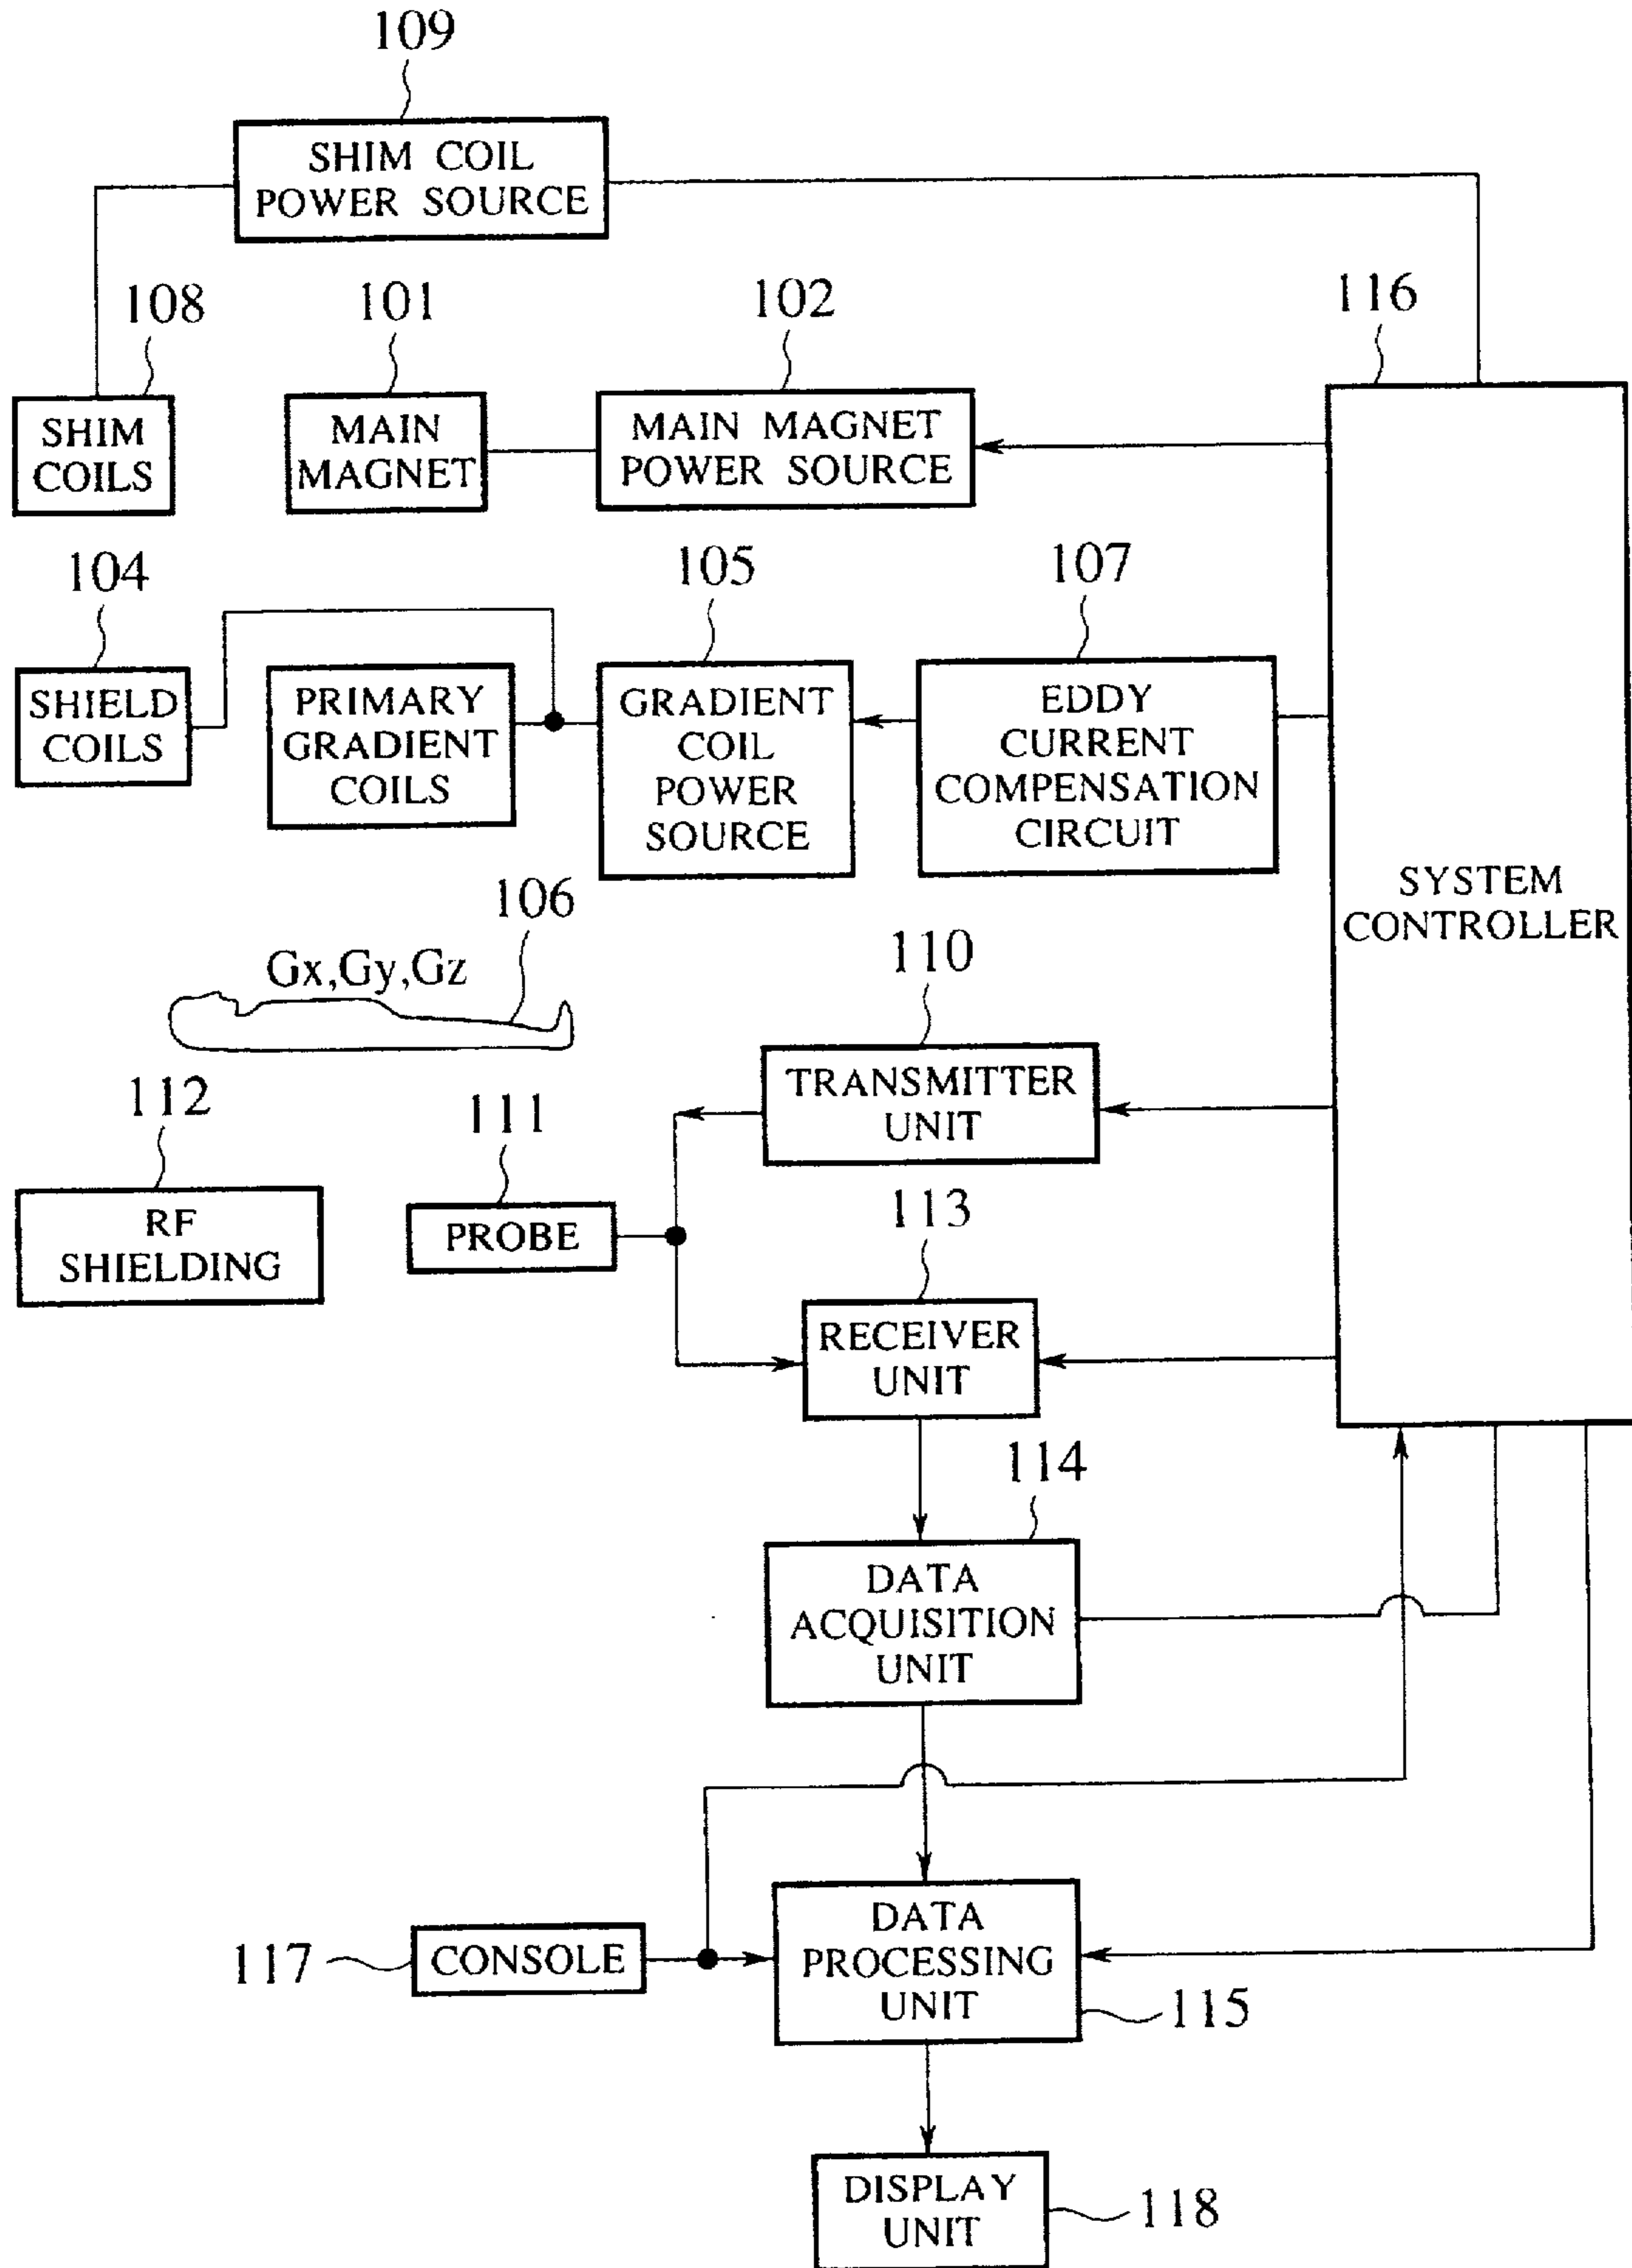 109
SHIM COIL
POWER SOURCE
108
101
102
116
SHIM
COILS
MAIN
MAGNET
MAIN MAGNET
POWER SOURCE
104
105
107
SHIELD
COILS
PRIMARY
GRADIENT
COILS
GRADIENT
COIL
POWER
SOURCE
EDDY
CURRENT
COMPENSATION
CIRCUIT
SYSTEM
CONTROLLER
106
Gx,Gy,Gz
110
TRANSMITTER
UNIT
112
111
RF
SHIELDING
PROBE
113
RECEIVER
UNIT
114
DATA
ACQUISITION
UNIT
117
CONSOLE
DATA
PROCESSING
UNIT
115
DISPLAY
UNIT
118